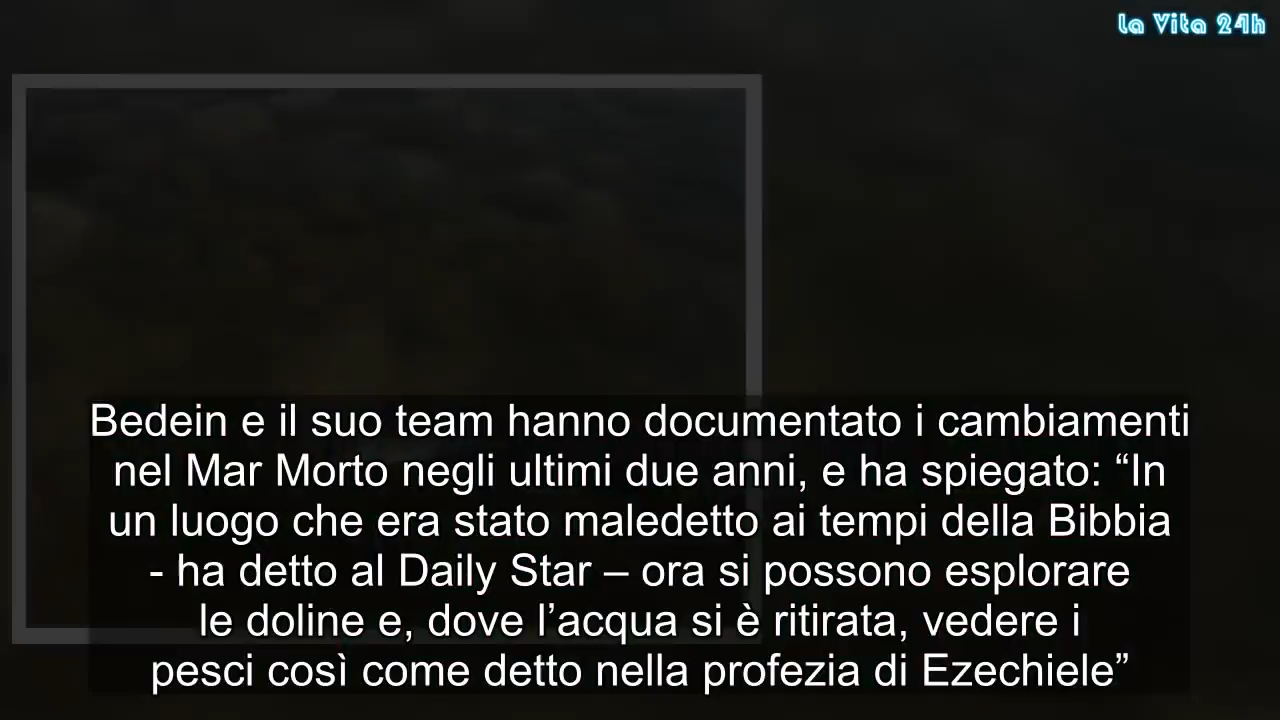 la Vita 24h
Bedein e il suo team hanno documentato i cambiamenti
nel Mar Morto negli ultimi due anni, e ha spiegato: “In
un luogo che era stato maledetto ai tempi della Bibbia
- ha detto al Daily Star – ora si possono esplorare
le doline e, dove l’acqua si è ritirata, vedere i
pesci così come detto nella profezia di Ezechiele”